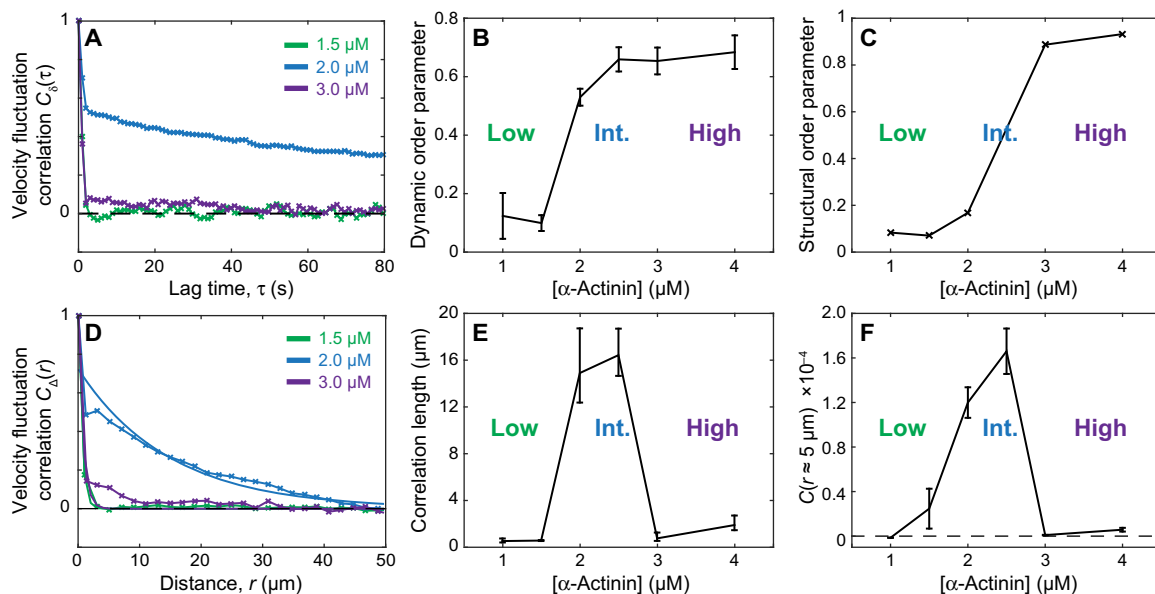 A
1.5 µM
2.0 µM
3.0 µM
Velocity fluctuation
correlation Cδ(τ)
1
0
0
20
40
60
80
Lag time, τ (s)
B
Dynamic order parameter
0.8
0.6
0.4
0.2
0
Low
Int.
High
1
2
3
4
[α-Actinin] (µM)
C
Structural order parameter
1
0.8
0.6
0.4
0.2
0
Low
Int.
High
1
2
3
4
[α-Actinin] (µM)
D
1.5 µM
2.0 µM
3.0 µM
Velocity fluctuation
correlation CΔ(r)
1
0
0
10
20
30
40
50
Distance, r (µm)
E
Correlation length (µm)
20
16
12
8
4
0
Low
Int.
High
1
2
3
4
[α-Actinin] (µM)
F
C(r ≈ 5 µm) ×10⁻⁴
2.0
1.6
1.2
0.8
0.4
0
Low
Int.
High
1
2
3
4
[α-Actinin] (µM)